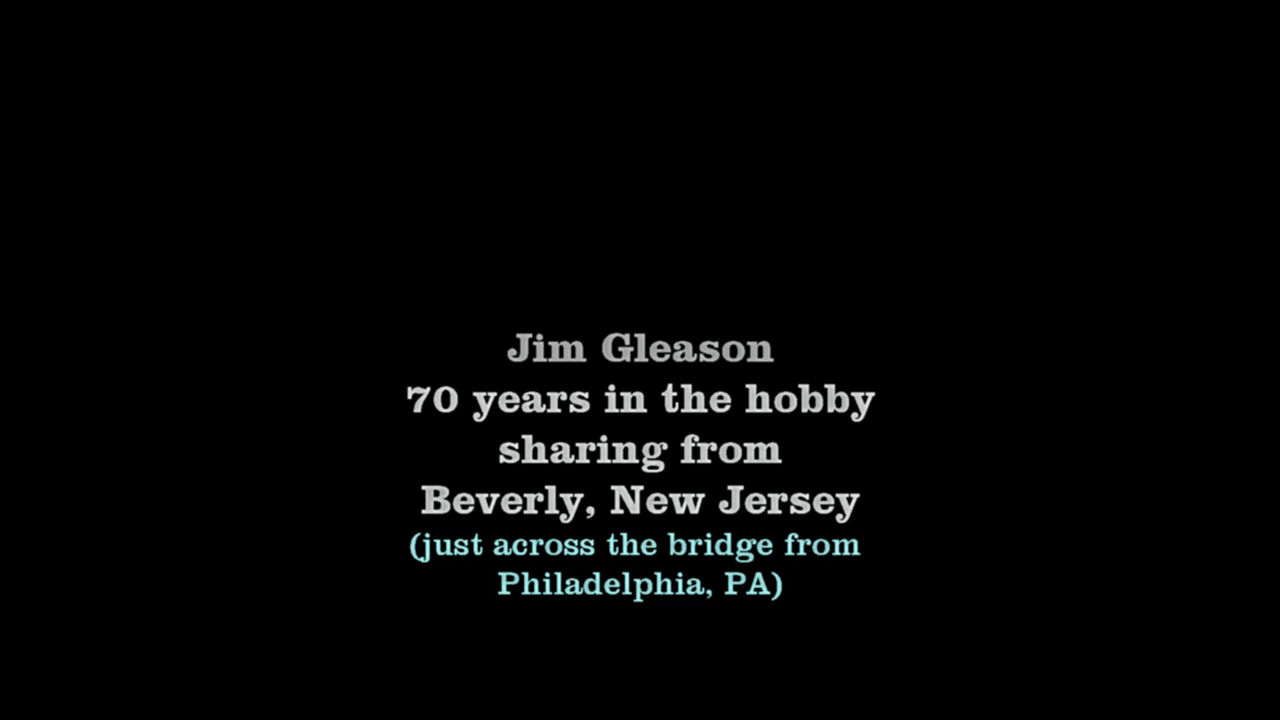 Jim Gleason
70 years in the hobby
sharing from
Beverly, New Jersey
(just across the bridge from
Philadelphia, PA)